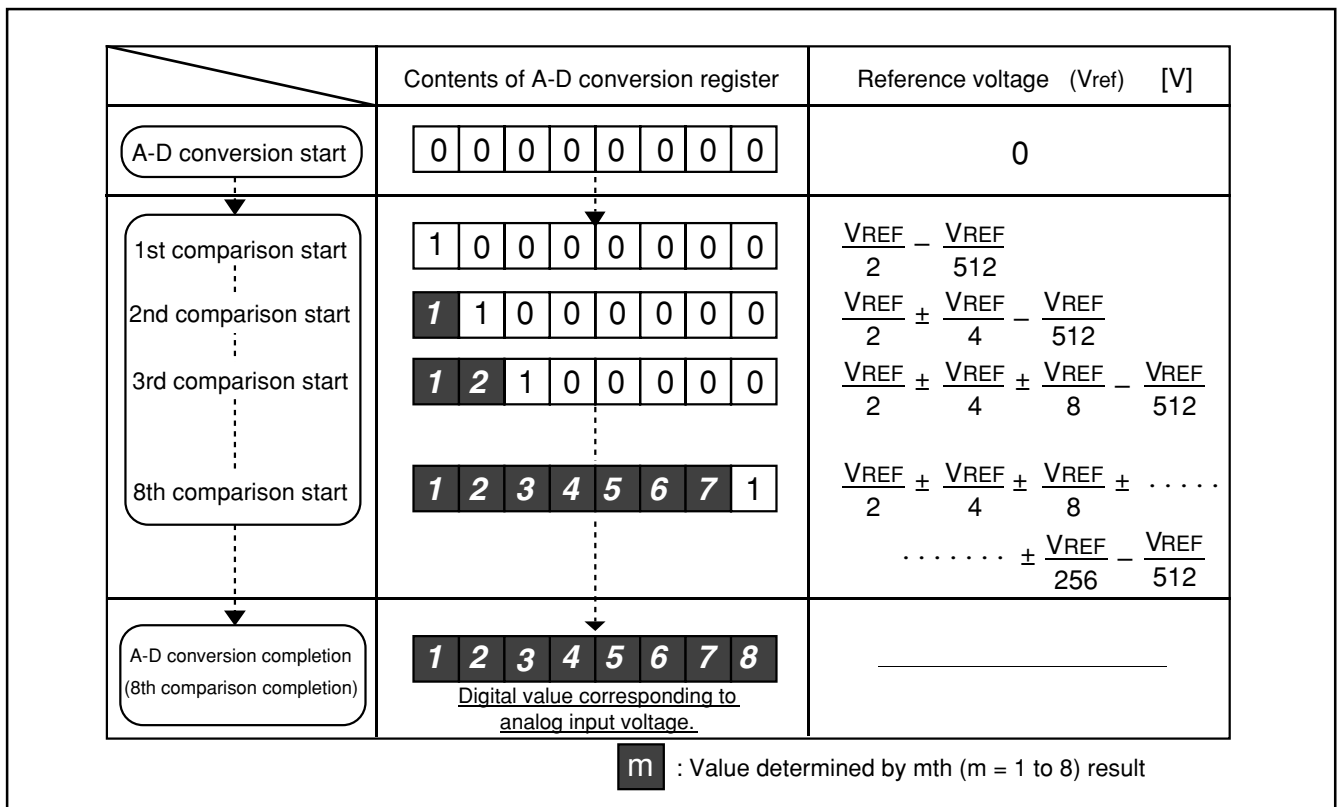 Contents of A-D conversion register
Reference voltage (Vref) [V]
A-D conversion start
0 0 0 0 0 0 0 0
0
1st comparison start
1 0 0 0 0 0 0 0
VREF/2 – VREF/512
2nd comparison start
1 1 0 0 0 0 0 0
VREF/2 ± VREF/4 – VREF/512
3rd comparison start
1 2 1 0 0 0 0 0
VREF/2 ± VREF/4 ± VREF/8 – VREF/512
8th comparison start
1 2 3 4 5 6 7 1
VREF/2 ± VREF/4 ± VREF/8 ± · · · · ·
· · · · · · · ± VREF/256 – VREF/512
A-D conversion completion
(8th comparison completion)
1 2 3 4 5 6 7 8
Digital value corresponding to
analog input voltage.
m : Value determined by mth (m = 1 to 8) result